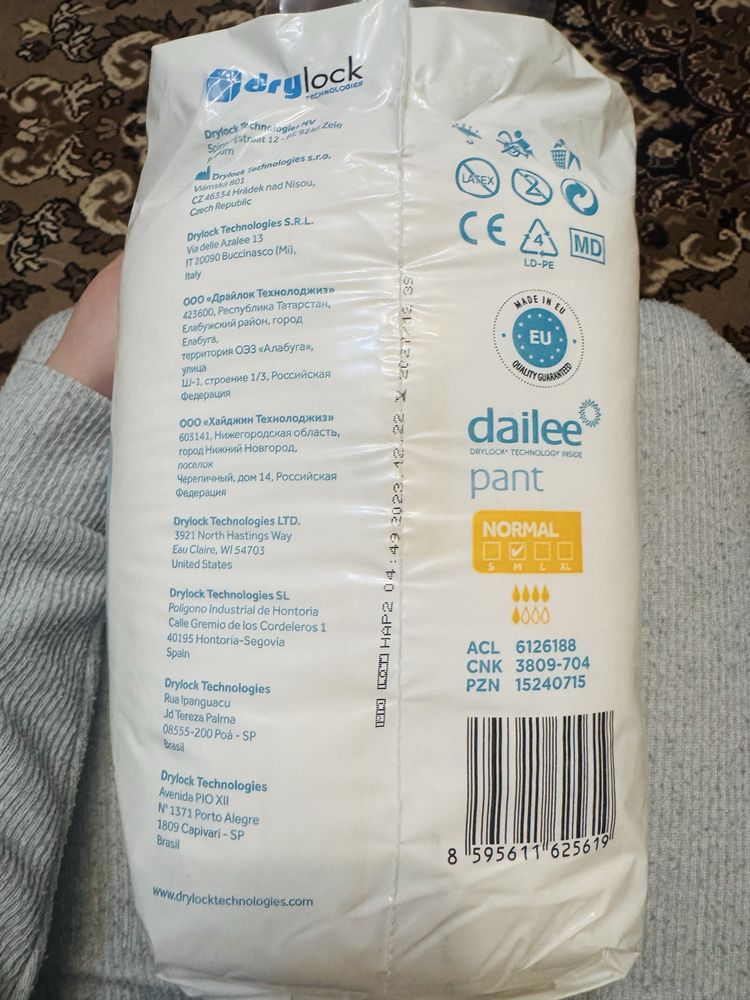 drylock
TECHNOLOGIES
Drylock Technologies NV
12 - BE 9240 Zele
Drylock Technologies s.r.o.
Vlámská 801
CZ 46334 Hrádek nad Nisou,
Czech Republic
Drylock Technologies S.R.L.
Via delle Azalee 13
IT 20090 Buccinasco (Mi),
Italy
ООО «Драйлок Технолоджиз»
423600, Республика Татарстан,
Елабужский район, город
Елабуга,
территория ОЭЗ «Алабуга»,
улица
Ш-1, строение 1/3, Российская
Федерация
ООО «Хайджин Технолоджиз»
603141, Нижегородская область,
город Нижний Новгород,
поселок
Черепичный, дом 14, Российская
Федерация
Drylock Technologies LTD.
3921 North Hastings Way
Eau Claire, WI 54703
United States
Drylock Technologies SL
Polígono Industrial de Hontoria
Calle Gremio de los Cordeleros 1
40195 Hontoria-Segovia
Spain
Drylock Technologies
Rua Ipanguacu
Jd Tereza Palma
08555-200 Poá - SP
Brasil
Drylock Technologies
Avenida PIO XII
N° 1371 Porto Alegre
1809 Capivari - SP
Brasil
www.drylocktechnologies.com
HAP2 04:49 2023.12.22
LATEX
2
CE
4
LD-PE
MD
MADE IN EU
EU
QUALITY GUARANTEED
dailee
DRYLOCK® TECHNOLOGY INSIDE
pant
NORMAL
S M L XL
ACL 6126188
CNK 3809-704
PZN 15240715
8 595611 625619